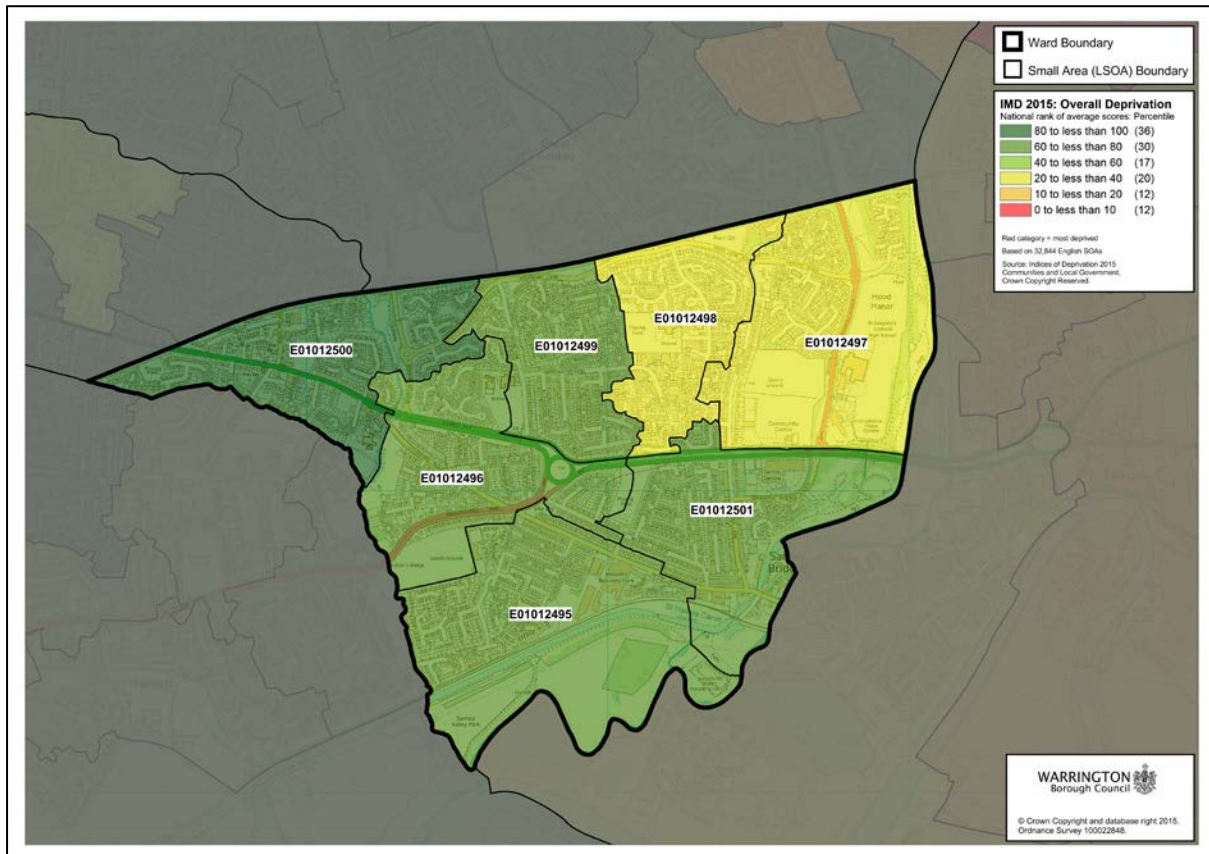 Ward Boundary
Small Area (LSOA) Boundary
IMD 2015: Overall Deprivation
National rank of average scores: Percentile
80 to less than 100 (36)
60 to less than 80 (30)
40 to less than 60 (17)
20 to less than 40 (20)
10 to less than 20 (12)
0 to less than 10 (12)
Red category = most deprived
Based on 32,844 English SOAs
Source: Indices of Deprivation 2015
Communities and Local Government,
Crown Copyright Reserved.
Hood
Manor
E01012498
E01012497
E01012500
E01012499
Community
Centre
E01012496
E01012501
E01012495
Sankey
Valley Park
WARRINGTON
Borough Council
© Crown Copyright and database right 2015.
Ordnance Survey 100022848.